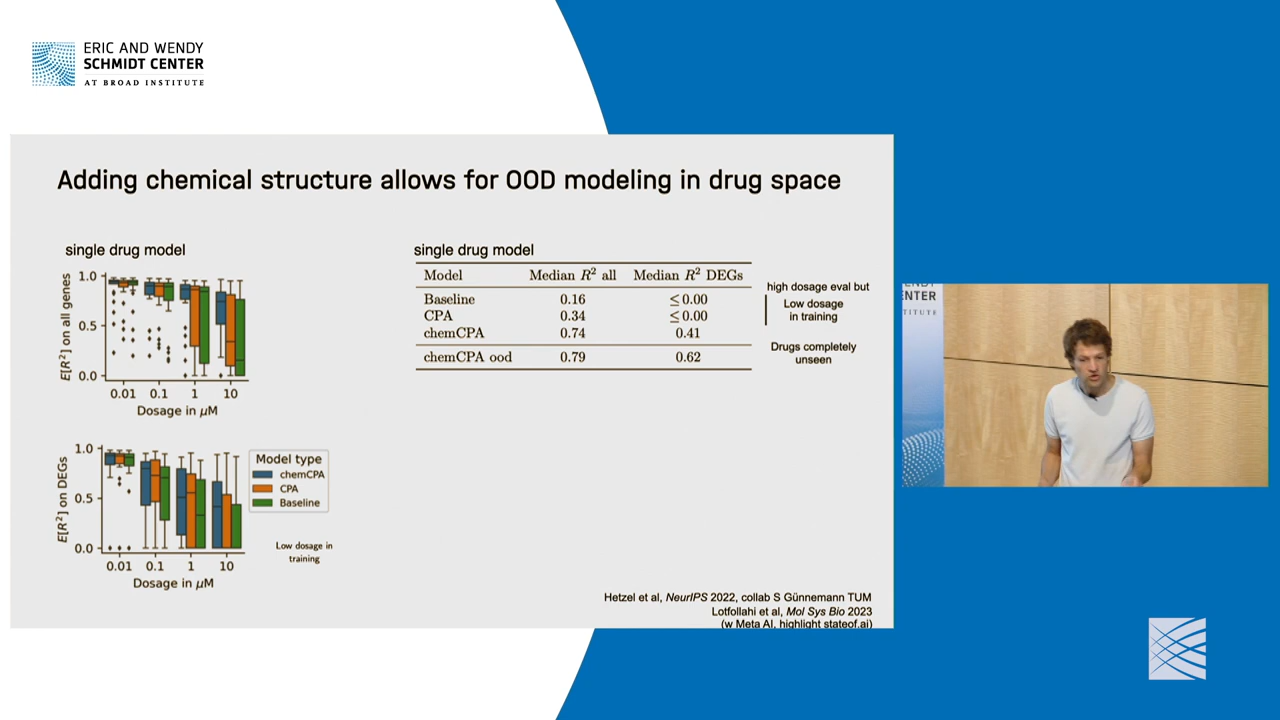 ERIC AND WENDY
SCHMIDT CENTER
AT BROAD INSTITUTE
Adding chemical structure allows for OOD modeling in drug space
single drug model
E[R²] on all genes
1.0
0.5
0.0
0.01 0.1 1 10
Dosage in μM
E[R²] on DEGs
1.0
0.5
0.0
0.01 0.1 1 10
Dosage in μM
Model type
chemCPA
CPA
Baseline
Low dosage in
training
single drug model
Model Median R² all Median R² DEGs
Baseline 0.16 ≤ 0.00
CPA 0.34 ≤ 0.00
chemCPA 0.74 0.41
chemCPA ood 0.79 0.62
high dosage eval but
Low dosage
in training
Drugs completely
unseen
Hetzel et al, NeurIPS 2022, collab S Günnemann TUM
Lotfollahi et al, Mol Sys Bio 2023
(w Meta AI, highlight stateof.ai)
ENTER
TITUTE